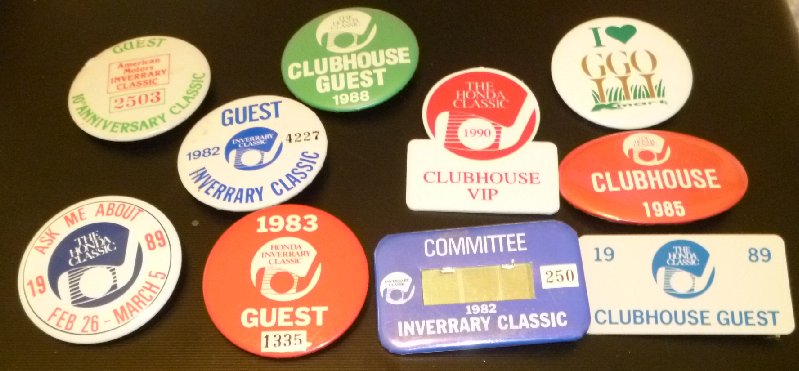 GUEST
American
Motors
INVERRARY
CLASSIC
2503
10th ANNIVERSARY CLASSIC
THE
HONDA
CLASSIC
CLUBHOUSE
GUEST
1988
I
GGO
Kmart
GUEST
1982
4227
INVERRARY
CLASSIC
INVERRARY CLASSIC
THE
HONDA
CLASSIC
1990
CLUBHOUSE
VIP
CLUBHOUSE
1985
ASK ME ABOUT
THE
HONDA
CLASSIC
19 89
FEB 26 - MARCH 5
1983
HONDA
INVERRARY
CLASSIC
GUEST
1335
COMMITTEE
INVERRARY
CLASSIC
250
1982
INVERRARY CLASSIC
19 89
THE
HONDA
CLASSIC
CLUBHOUSE GUEST